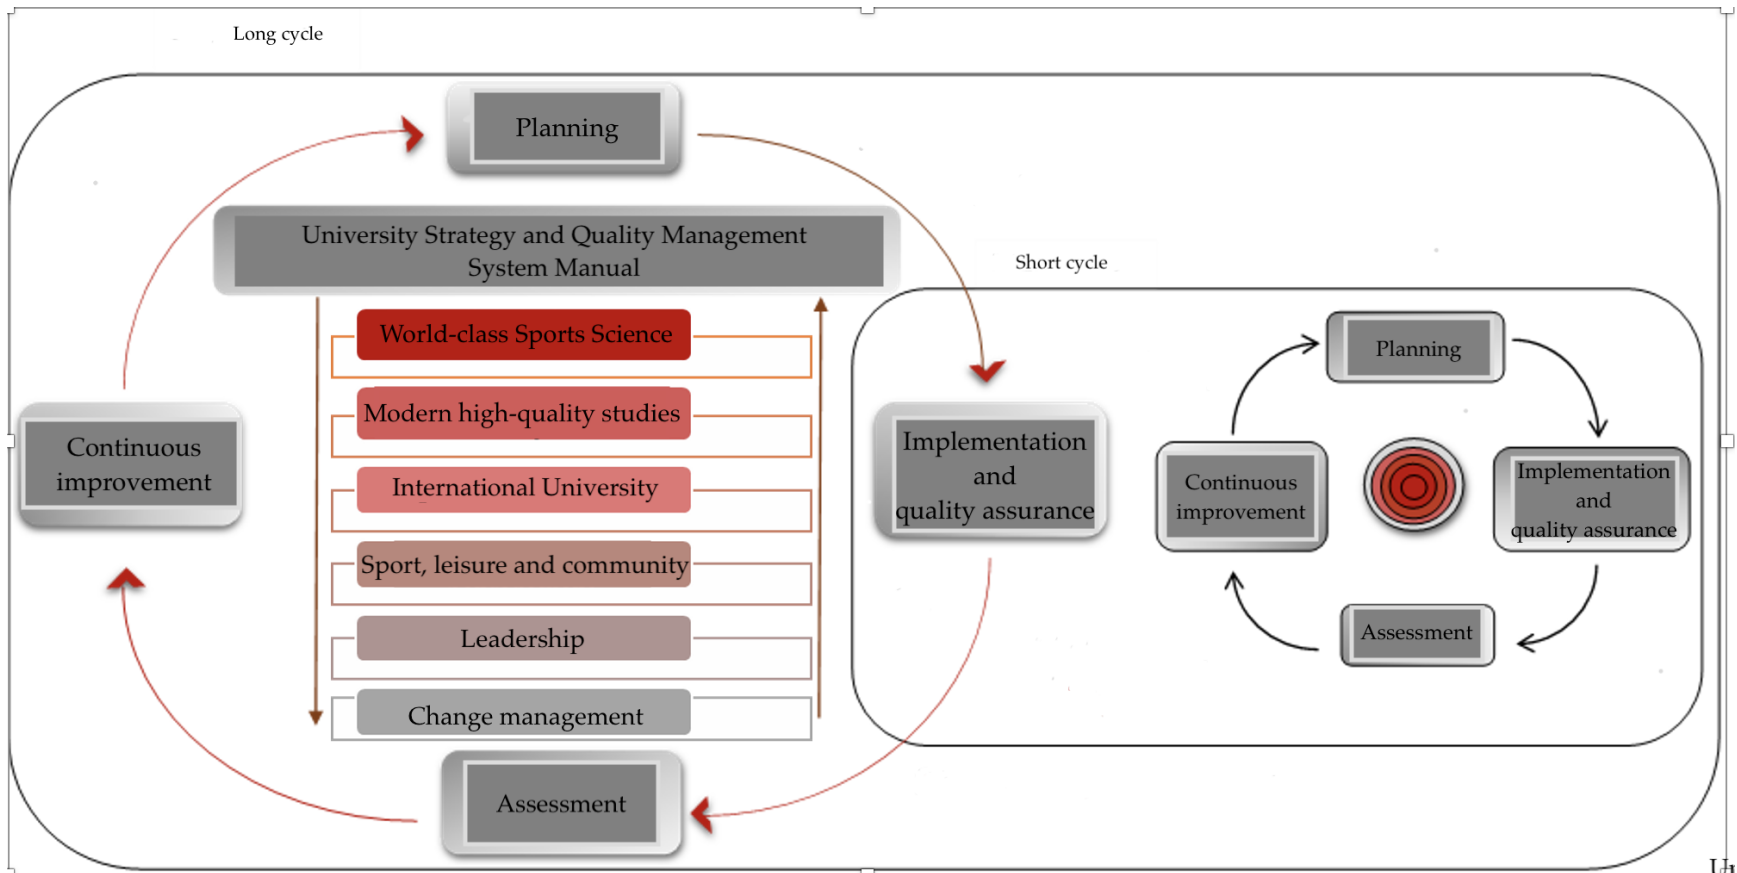 Long cycle
Planning
University Strategy and Quality Management
System Manual
Short cycle
World-class Sports Science
Modern high-quality studies
International University
Sport, leisure and community
Leadership
Change management
Continuous
improvement
Implementation
and
quality assurance
Assessment
Planning
Continuous
improvement
Implementation
and
quality assurance
Assessment